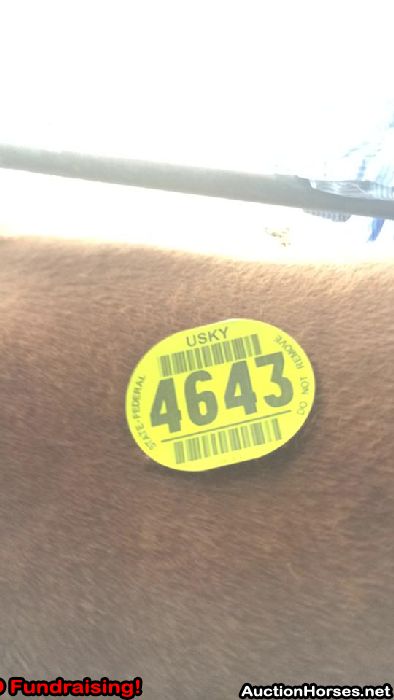 USKY
STATE-FEDERAL
4643
DO NOT REMOVE
Fundraising!
AuctionHorses.net